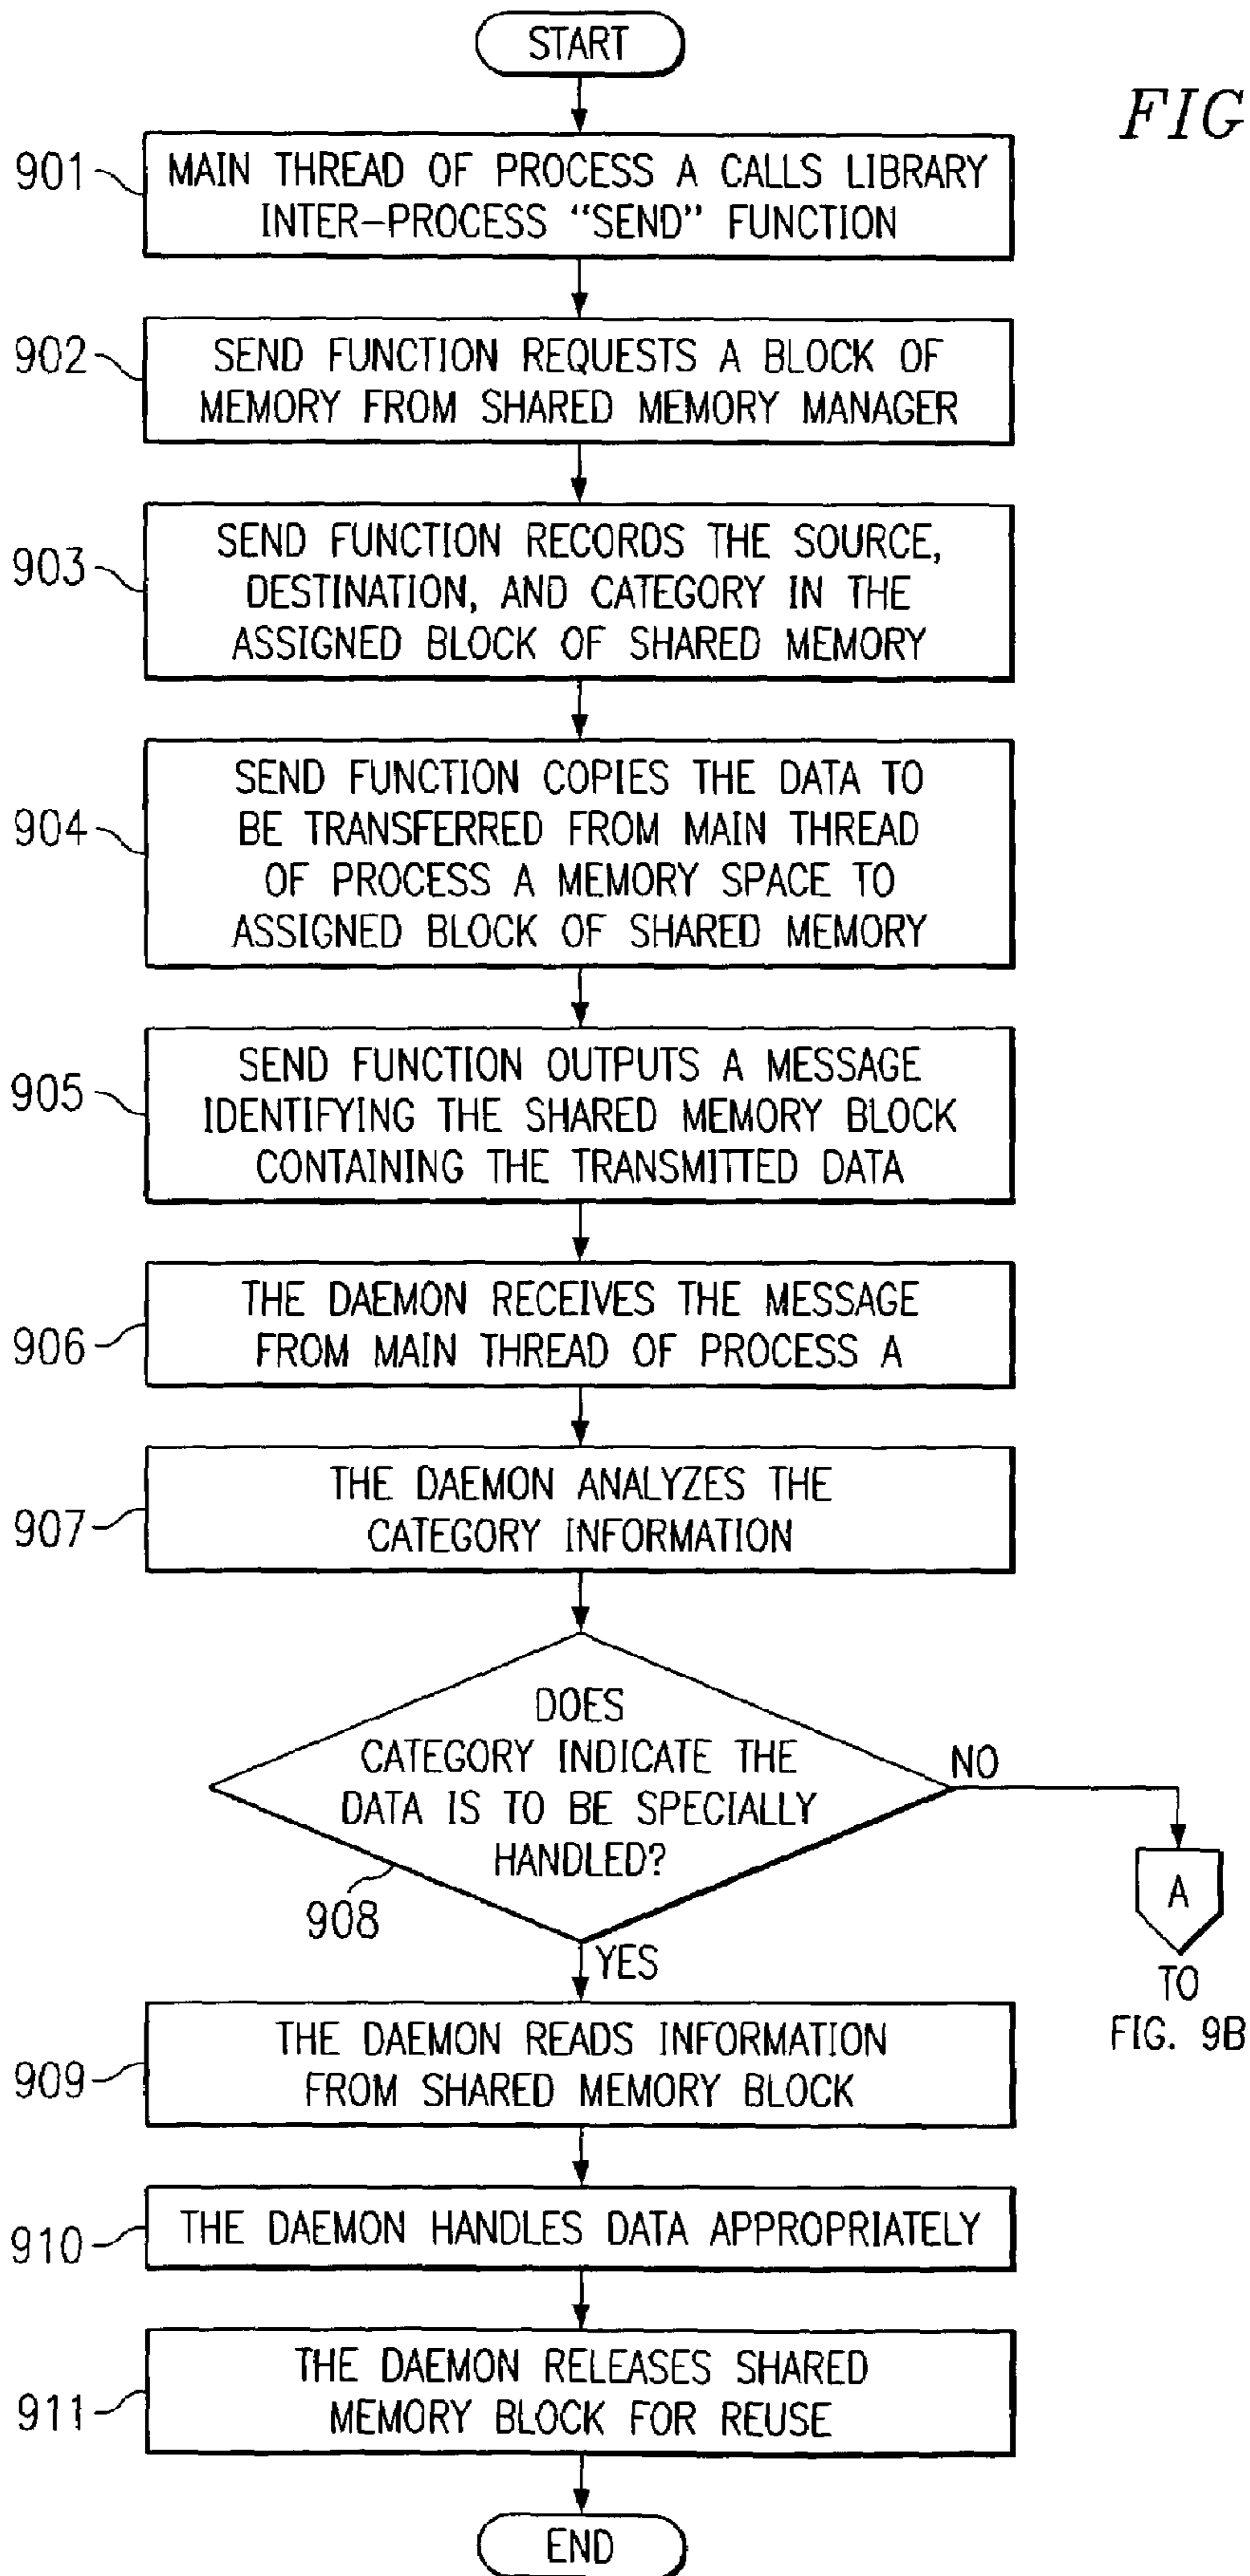 START
FIG
901
MAIN THREAD OF PROCESS A CALLS LIBRARY
INTER-PROCESS "SEND" FUNCTION
902
SEND FUNCTION REQUESTS A BLOCK OF
MEMORY FROM SHARED MEMORY MANAGER
903
SEND FUNCTION RECORDS THE SOURCE,
DESTINATION, AND CATEGORY IN THE
ASSIGNED BLOCK OF SHARED MEMORY
904
SEND FUNCTION COPIES THE DATA TO
BE TRANSFERRED FROM MAIN THREAD
OF PROCESS A MEMORY SPACE TO
ASSIGNED BLOCK OF SHARED MEMORY
905
SEND FUNCTION OUTPUTS A MESSAGE
IDENTIFYING THE SHARED MEMORY BLOCK
CONTAINING THE TRANSMITTED DATA
906
THE DAEMON RECEIVES THE MESSAGE
FROM MAIN THREAD OF PROCESS A
907
THE DAEMON ANALYZES THE
CATEGORY INFORMATION
DOES
CATEGORY INDICATE THE
DATA IS TO BE SPECIALLY
HANDLED?
908
NO
A
TO
FIG. 9B
YES
909
THE DAEMON READS INFORMATION
FROM SHARED MEMORY BLOCK
910
THE DAEMON HANDLES DATA APPROPRIATELY
911
THE DAEMON RELEASES SHARED
MEMORY BLOCK FOR REUSE
END